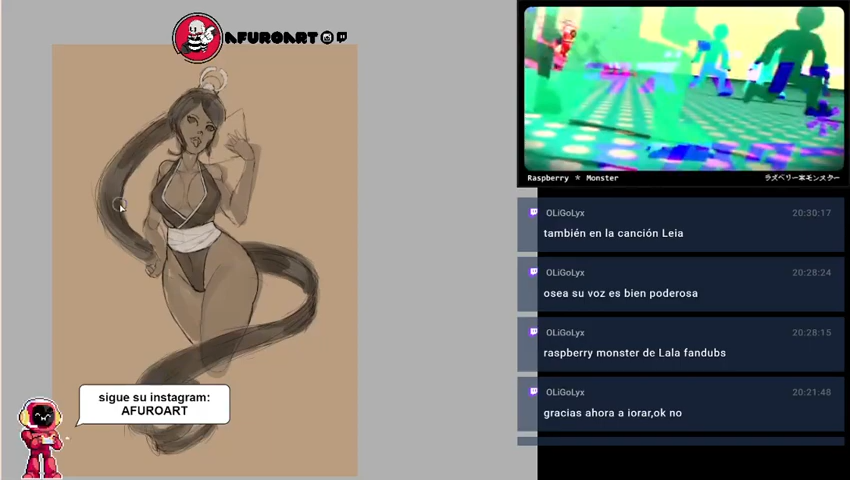 AFUROART
Raspberry * Monster
ラズベリー*モンスター
OLiGoLyx
20:30:17
también en la canción Leia
OLiGoLyx
20:28:24
osea su voz es bien poderosa
OLiGoLyx
20:28:15
raspberry monster de Lala fandubs
OLiGoLyx
20:21:48
gracias ahora a iorar,ok no
sigue su instagram:
AFUROART